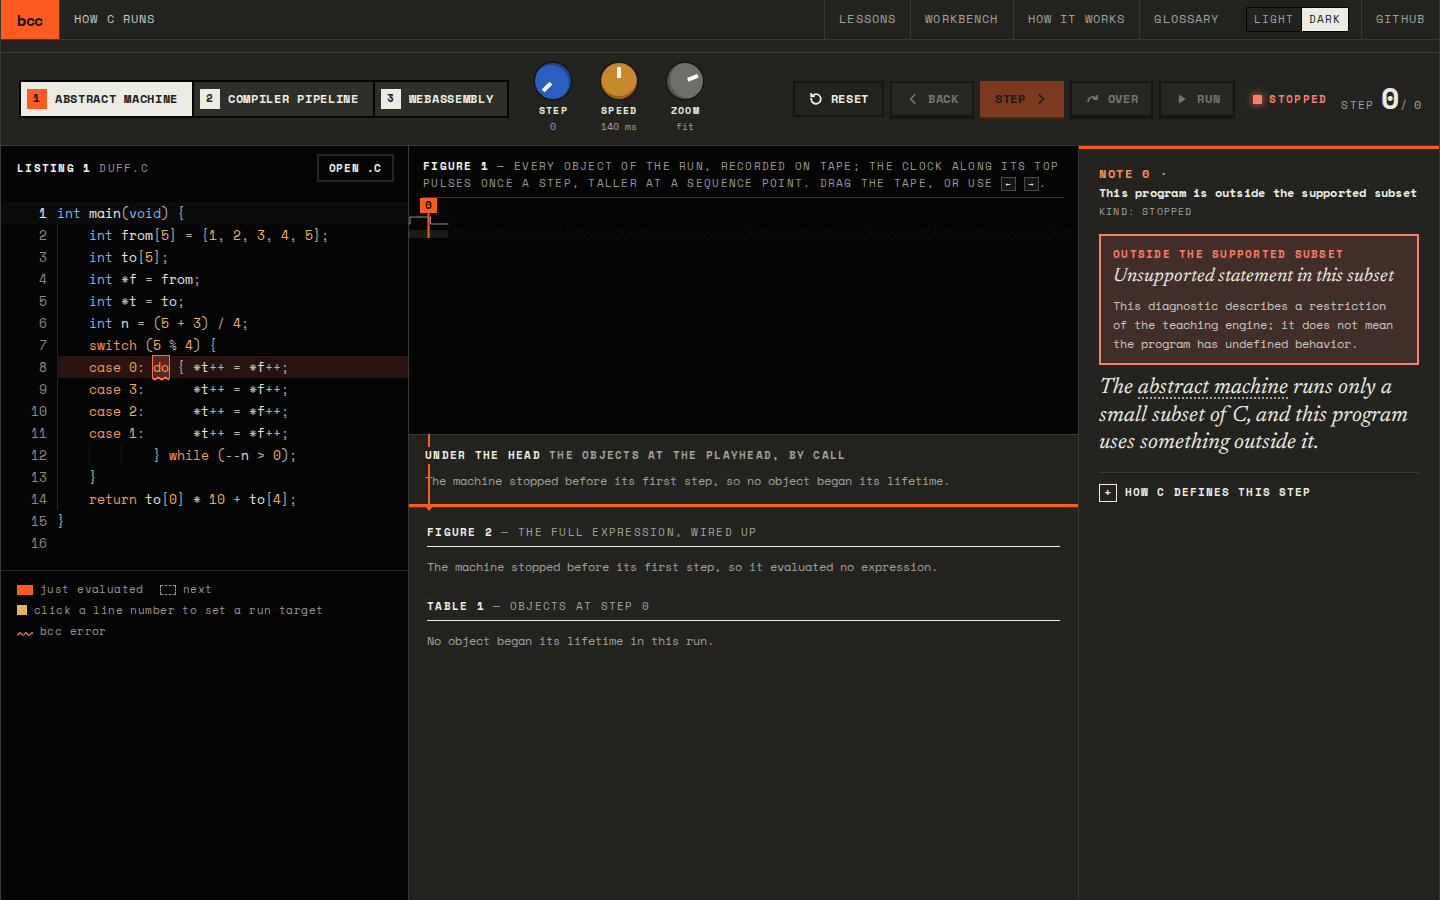 bcc HOW C RUNS LESSONS WORKBENCH HOW IT WORKS GLOSSARY LIGHT DARK GITHUB
1 ABSTRACT MACHINE 2 COMPILER PIPELINE 3 WEBASSEMBLY
STEP
0
SPEED
140 ms
ZOOM
fit
RESET BACK STEP OVER RUN STOPPED STEP 0 / 0
LISTING 1 DUFF.C OPEN .C
1 int main(void) {
2 int from[5] = {1, 2, 3, 4, 5};
3 int to[5];
4 int *f = from;
5 int *t = to;
6 int n = (5 + 3) / 4;
7 switch (5 % 4) {
8 case 0: do { *t++ = *f++;
9 case 3: *t++ = *f++;
10 case 2: *t++ = *f++;
11 case 1: *t++ = *f++;
12 } while (--n > 0);
13 }
14 return to[0] * 10 + to[4];
15 }
16
just evaluated next
click a line number to set a run target
bcc error
FIGURE 1 — EVERY OBJECT OF THE RUN, RECORDED ON TAPE; THE CLOCK ALONG ITS TOP
PULSES ONCE A STEP, TALLER AT A SEQUENCE POINT. DRAG THE TAPE, OR USE ← →.
0
UNDER THE HEAD THE OBJECTS AT THE PLAYHEAD, BY CALL
The machine stopped before its first step, so no object began its lifetime.
FIGURE 2 — THE FULL EXPRESSION, WIRED UP
The machine stopped before its first step, so it evaluated no expression.
TABLE 1 — OBJECTS AT STEP 0
No object began its lifetime in this run.
NOTE 0 ·
This program is outside the supported subset
KIND: STOPPED
OUTSIDE THE SUPPORTED SUBSET
Unsupported statement in this subset
This diagnostic describes a restriction
of the teaching engine; it does not mean
the program has undefined behavior.
The abstract machine runs only a
small subset of C, and this program
uses something outside it.
+ HOW C DEFINES THIS STEP